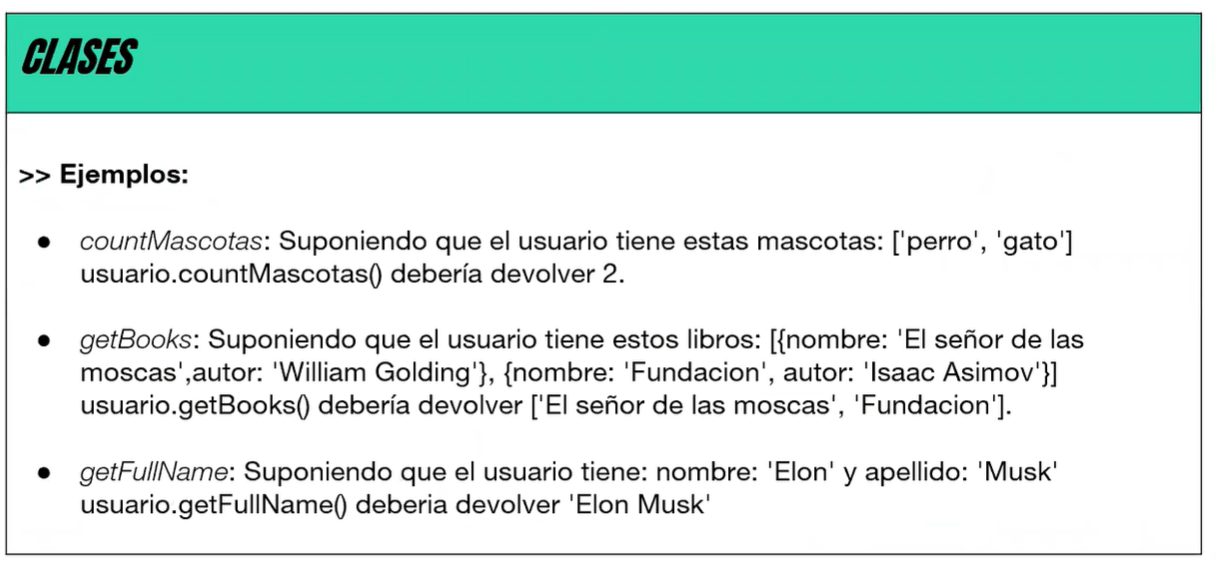 CLASES
>> Ejemplos:
● countMascotas: Suponiendo que el usuario tiene estas mascotas: ['perro', 'gato']
usuario.countMascotas() debería devolver 2.
● getBooks: Suponiendo que el usuario tiene estos libros: [{nombre: 'El señor de las
moscas',autor: 'William Golding'}, {nombre: 'Fundacion', autor: 'Isaac Asimov'}]
usuario.getBooks() debería devolver ['El señor de las moscas', 'Fundacion'].
● getFullName: Suponiendo que el usuario tiene: nombre: 'Elon' y apellido: 'Musk'
usuario.getFullName() deberia devolver 'Elon Musk'